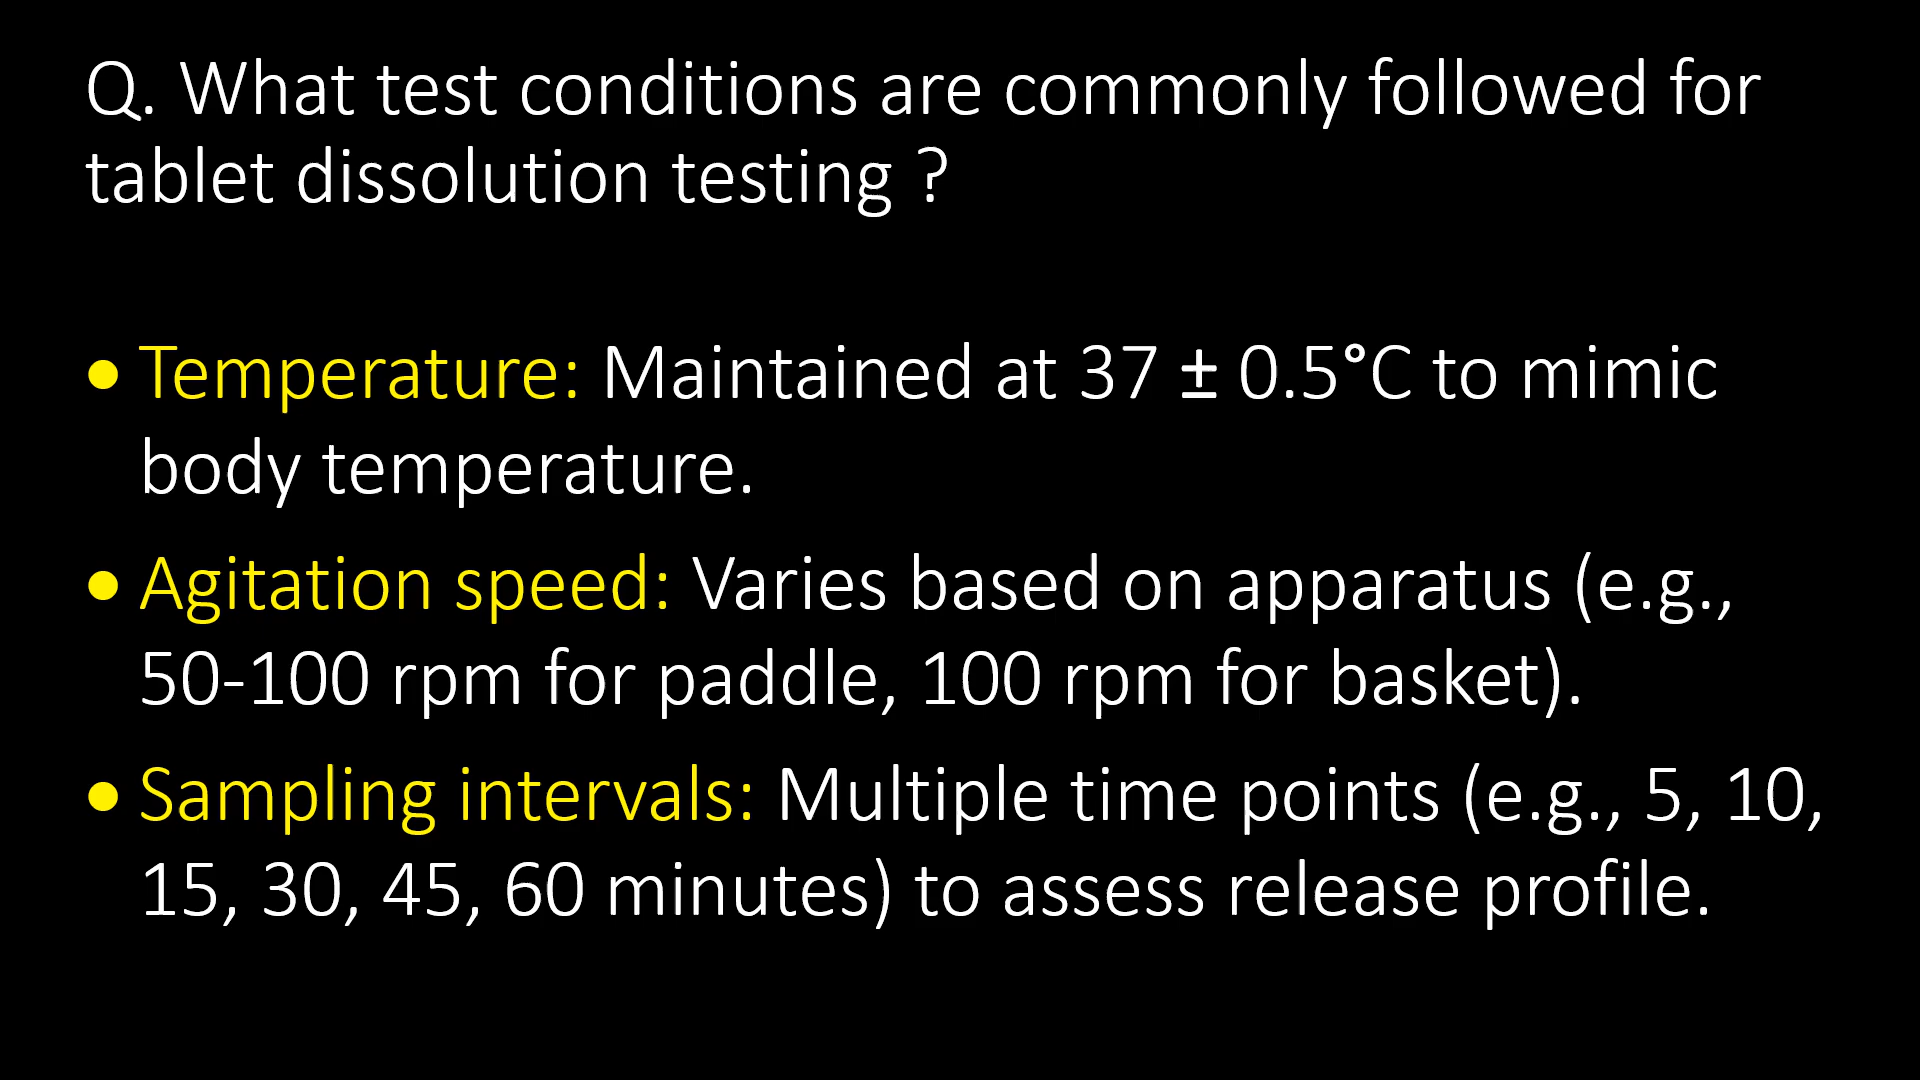 Q. What test conditions are commonly followed for
tablet dissolution testing ?
• Temperature: Maintained at 37 ± 0.5°C to mimic
body temperature.
• Agitation speed: Varies based on apparatus (e.g.,
50-100 rpm for paddle, 100 rpm for basket).
• Sampling intervals: Multiple time points (e.g., 5, 10,
15, 30, 45, 60 minutes) to assess release profile.